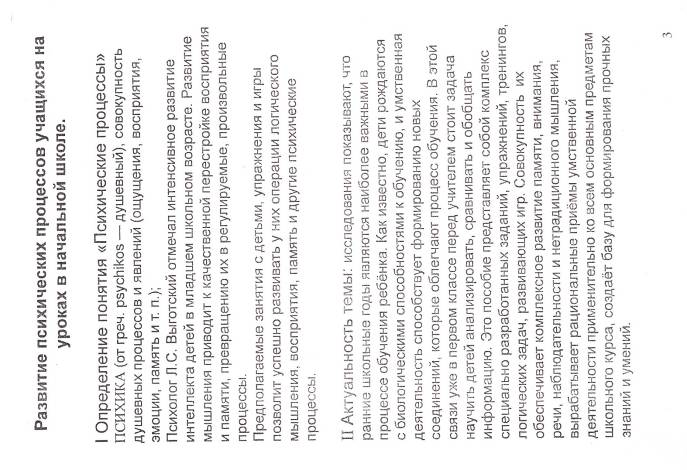 Развитие психических процессов учащихся на
уроках в начальной школе.
I Определение понятия «Психические процессы»
ПСИХИКА (от греч. psychikos — душевный), совокупность
душевных процессов и явлений (ощущения, восприятия,
эмоции, память и т. п.);
Психолог Л.С. Выготский отмечал интенсивное развитие
интеллекта детей в младшем школьном возрасте. Развитие
мышления приводит к качественной перестройке восприятия
и памяти, превращению их в регулируемые, произвольные
процессы.
Предполагаемые занятия с детьми, упражнения и игры
позволит успешно развивать у них операции логического
мышления, восприятия, память и другие психические
процессы.
II Актуальность темы: исследования показывают, что
ранние школьные годы являются наиболее важными в
процессе обучения ребёнка. Как известно, дети рождаются
с биологическими способностями к обучению, и умственная
деятельность способствует формированию новых
соединений, которые облегчают процесс обучения. В этой
связи уже в первом классе перед учителем стоит задача
научить детей анализировать, сравнивать и обобщать
информацию. Это пособие представляет собой комплекс
специально разработанных заданий, упражнений, тренингов,
логических задач, развивающих игр. Совокупность их
обеспечивает комплексное развитие памяти, внимания,
речи, наблюдательности и нетрадиционного мышления,
вырабатывает рациональные приёмы умственной
деятельности применительно ко всем основным предметам
школьного курса, создаёт базу для формирования прочных
знаний и умений.
3